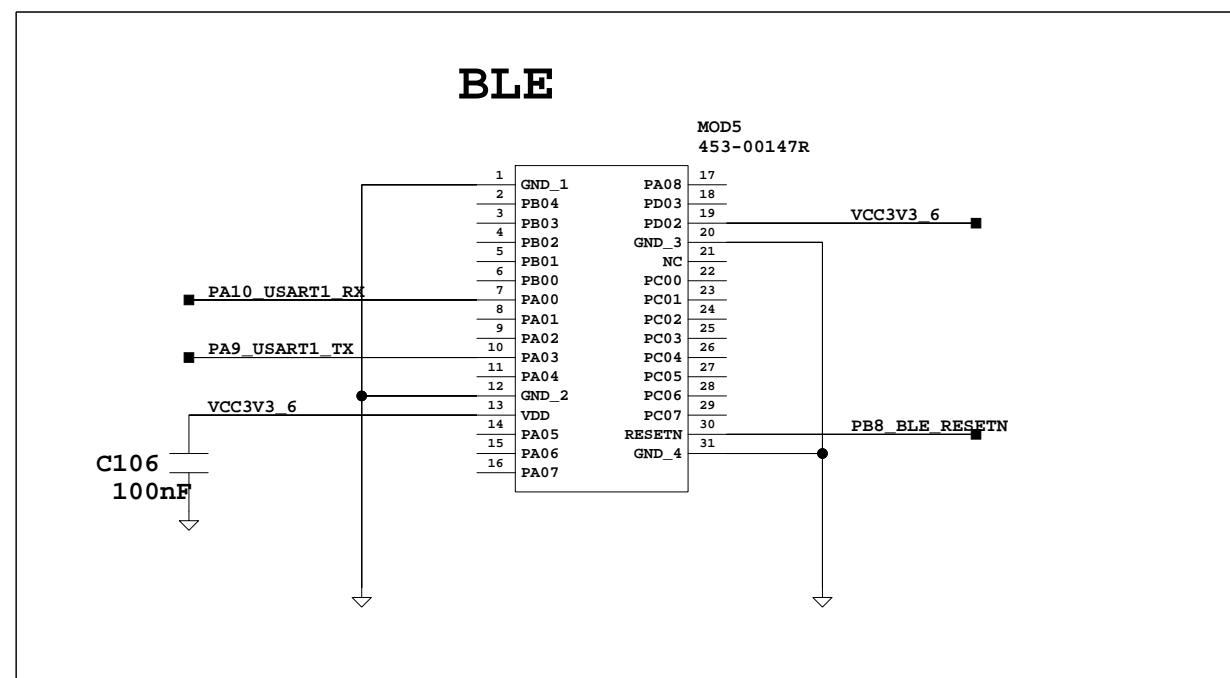 BLE
MOD5
453-00147R
1 GND_1 PA08 17
2 PB04 PD03 18
3 PB03 PD02 19 VCC3V3_6
4 PB02 GND_3 20
5 PB01 NC 21
6 PB00 PC00 22
PA10_USART1_RX 7 PA00 PC01 23
8 PA01 PC02 24
9 PA02 PC03 25
PA9_USART1_TX 10 PA03 PC04 26
11 PA04 PC05 27
12 GND_2 PC06 28
VCC3V3_6 13 VDD PC07 29
14 PA05 RESETN 30 PB8_BLE_RESETN
15 PA06 GND_4 31
16 PA07
C106
100nF